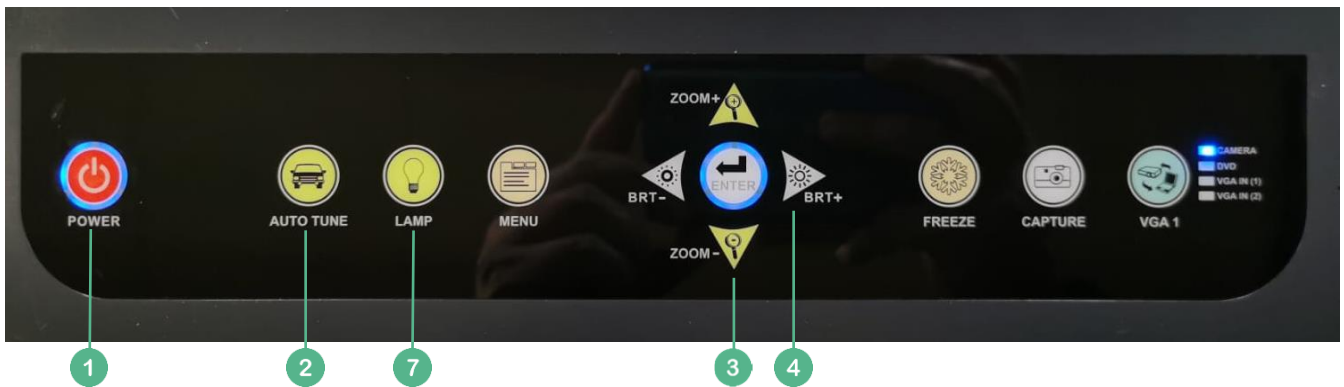 ZOOM+
ENTER
BRT-
BRT+
ZOOM-
POWER
AUTO TUNE
LAMP
MENU
FREEZE
CAPTURE
VGA 1
CAMERA
DVD
VGA IN (1)
VGA IN (2)
1
2
7
3
4